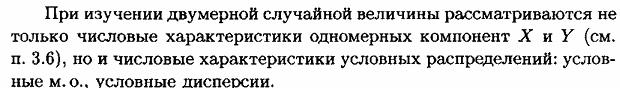 При изучении двумерной случайной величины рассматриваются не
только числовые характеристики одномерных компонент X и Y (см.
п. 3.6), но и числовые характеристики условных распределений: услов-
ные м. о., условные дисперсии.